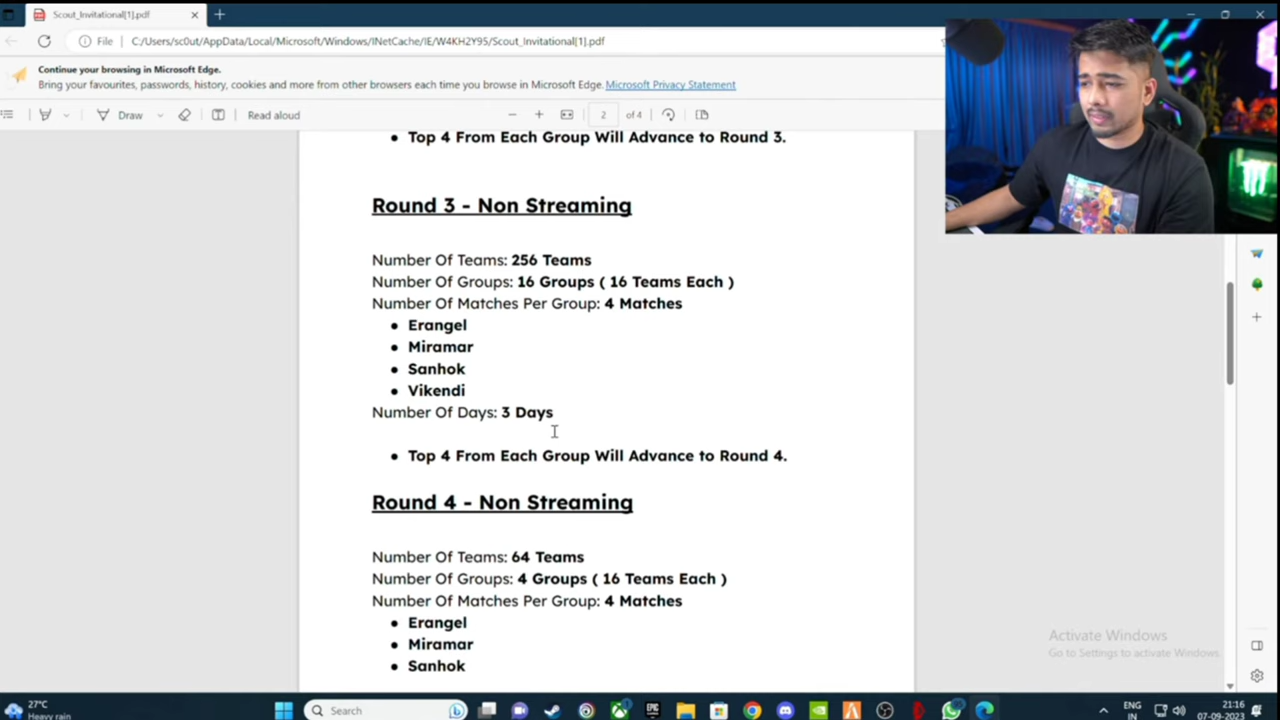 Scout_Invitational[1].pdf
File
C:/Users/sc0ut/AppData/Local/Microsoft/Windows/INetCache/IE/W4KH2Y95/Scout_Invitational[1].pdf
Continue your browsing in Microsoft Edge.
Bring your favourites, passwords, history, cookies and more from other browsers each time you browse in Microsoft Edge. Microsoft Privacy Statement
Draw
Read aloud
2 of 4
• Top 4 From Each Group Will Advance to Round 3.
Round 3 - Non Streaming
Number Of Teams: 256 Teams
Number Of Groups: 16 Groups ( 16 Teams Each )
Number Of Matches Per Group: 4 Matches
• Erangel
• Miramar
• Sanhok
• Vikendi
Number Of Days: 3 Days
• Top 4 From Each Group Will Advance to Round 4.
Round 4 - Non Streaming
Number Of Teams: 64 Teams
Number Of Groups: 4 Groups ( 16 Teams Each )
Number Of Matches Per Group: 4 Matches
• Erangel
• Miramar
• Sanhok
Activate Windows
Go to Settings to activate Windows.
27°C
Heavy rain
Search
EPIC
ENG
IN
21:16
07-09-2023